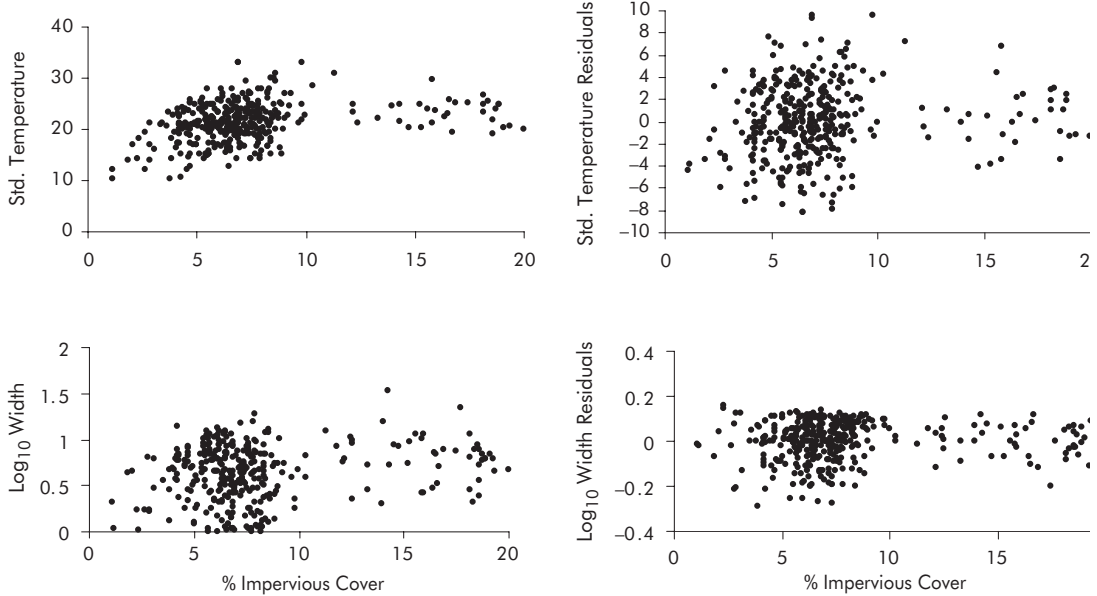 Std. Temperature
40
30
20
10
0
0 5 10 15 20
Std. Temperature Residuals
10
8
6
4
2
0
−2
−4
−6
−8
−10
0 5 10 15 2
Log10 Width
2
1.5
1
0.5
0
0 5 10 15 20
% Impervious Cover
Log10 Width Residuals
0.4
0.2
0
−0.2
−0.4
0 5 10 15
% Impervious Cover